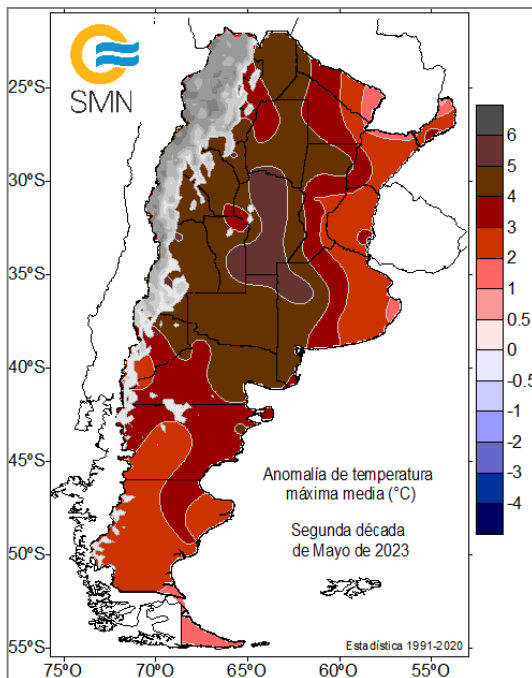 SMN
25ºS
30ºS
35ºS
40ºS
45ºS
50ºS
55ºS
75ºO
70ºO
65ºO
60ºO
55ºO
6
5
4
3
2
1
0.5
0
-0.5
-1
-2
-3
-4
Anomalía de temperatura
máxima media (°C)
Segunda década
de Mayo de 2023
Estadística 1991-2020